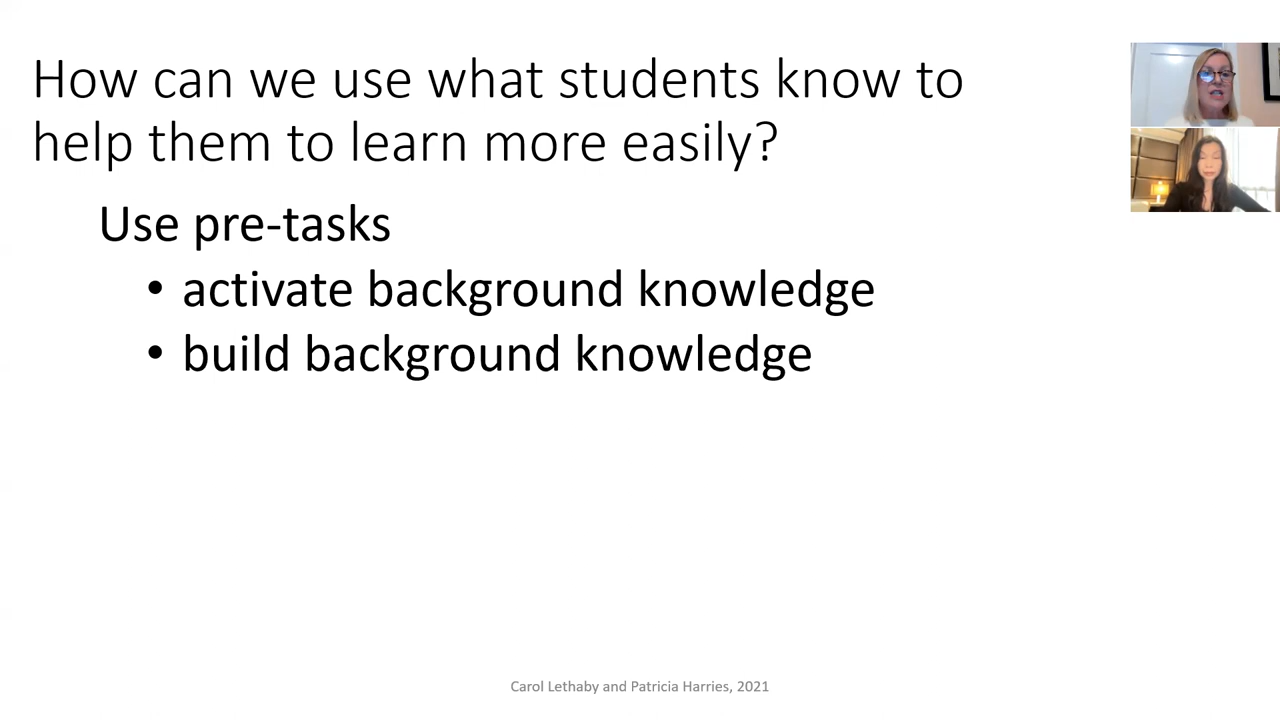 How can we use what students know to
help them to learn more easily?
Use pre-tasks
• activate background knowledge
• build background knowledge
Carol Lethaby and Patricia Harries, 2021